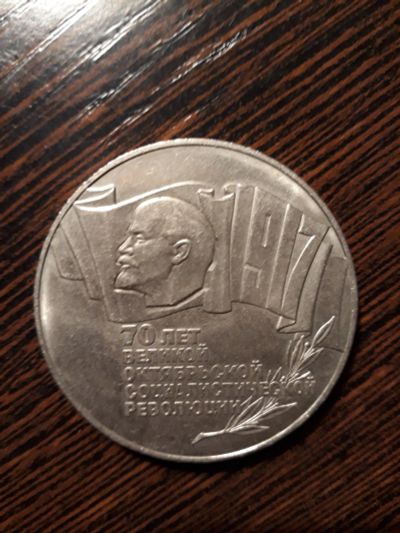 1917
70 ЛЕТ
ВЕЛИКОЙ
ОКТЯБРЬСКОЙ
СОЦИАЛИСТИЧЕСКОЙ
РЕВОЛЮЦИИ